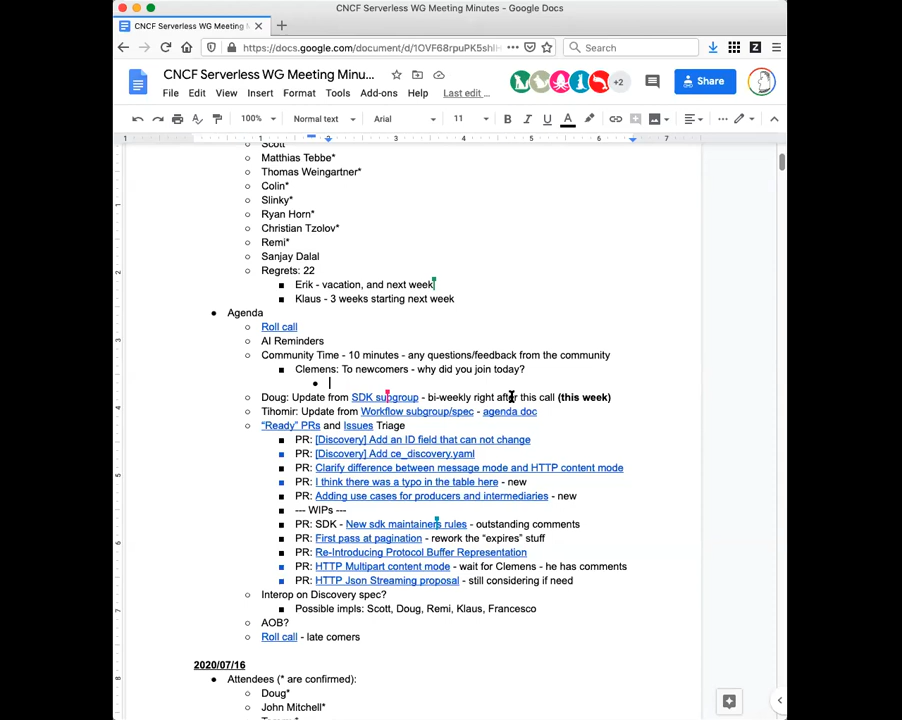 CNCF Serverless WG Meeting Minutes - Google Docs
CNCF Serverless WG Meeting M
https://docs.google.com/document/d/1OVF68rpuPK5shlH
Search
CNCF Serverless WG Meeting Minu...
+2
Share
File Edit View Insert Format Tools Add-ons Help Last edit ...
100% Normal text Arial 11
1 1 2 3 4 5 6 7
Scott
Matthias Tebbe*
Thomas Weingartner*
Colin*
Slinky*
Ryan Horn*
Christian Tzolov*
Remi*
Sanjay Dalal
Regrets: 22
Erik - vacation, and next week
Klaus - 3 weeks starting next week
Agenda
Roll call
AI Reminders
Community Time - 10 minutes - any questions/feedback from the community
Clemens: To newcomers - why did you join today?
Doug: Update from SDK subgroup - bi-weekly right after this call (this week)
Tihomir: Update from Workflow subgroup/spec - agenda doc
“Ready” PRs and Issues Triage
PR: [Discovery] Add an ID field that can not change
PR: [Discovery] Add ce_discovery.yaml
PR: Clarify difference between message mode and HTTP content mode
PR: I think there was a typo in the table here - new
PR: Adding use cases for producers and intermediaries - new
--- WIPs ---
PR: SDK - New sdk maintainers rules - outstanding comments
PR: First pass at pagination - rework the “expires” stuff
PR: Re-Introducing Protocol Buffer Representation
PR: HTTP Multipart content mode - wait for Clemens - he has comments
PR: HTTP Json Streaming proposal - still considering if need
Interop on Discovery spec?
Possible impls: Scott, Doug, Remi, Klaus, Francesco
AOB?
Roll call - late comers
2020/07/16
Attendees (* are confirmed):
Doug*
John Mitchell*